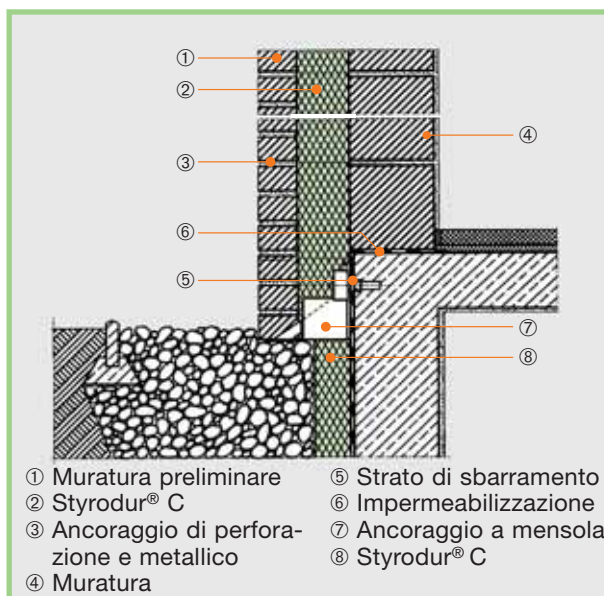 ①
②
③
④
⑥
⑤
⑦
⑧
① Muratura preliminare
② Styrodur® C
③ Ancoraggio di perfora-
zione e metallico
④ Muratura
⑤ Strato di sbarramento
⑥ Impermeabilizzazione
⑦ Ancoraggio a mensola
⑧ Styrodur® C